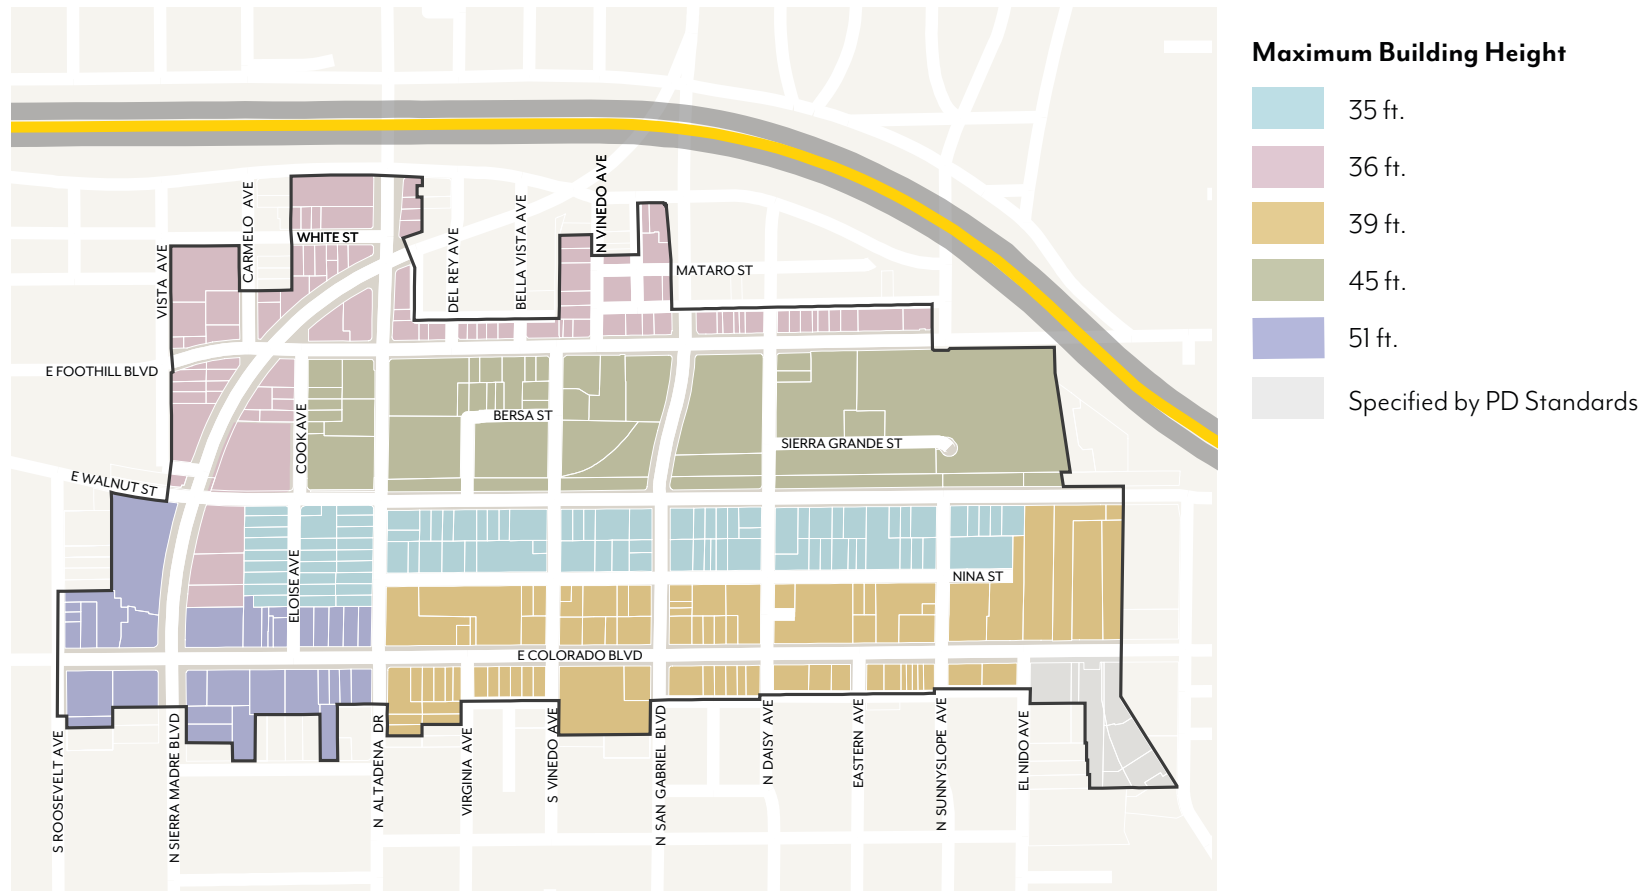 Maximum Building Height
35 ft.
36 ft.
39 ft.
45 ft.
51 ft.
Specified by PD Standards
N VINEDO AVE
CARMELO AVE
BELLA VISTA AVE
WHITE ST
DEL REY AVE
VISTA AVE
MATARO ST
E FOOTHILL BLVD
COOK AVE
BERSA ST
SIERRA GRANDE ST
E WALNUT ST
ELOISE AVE
NINA ST
E COLORADO BLVD
S ROOSEVELT AVE
N SIERRA MADRE BLVD
N ALTADENA DR
VIRGINIA AVE
S VINEDO AVE
N SAN GABRIEL BLVD
N DAISY AVE
EASTERN AVE
N SUNNYSLOPE AVE
EL NIDO AVE